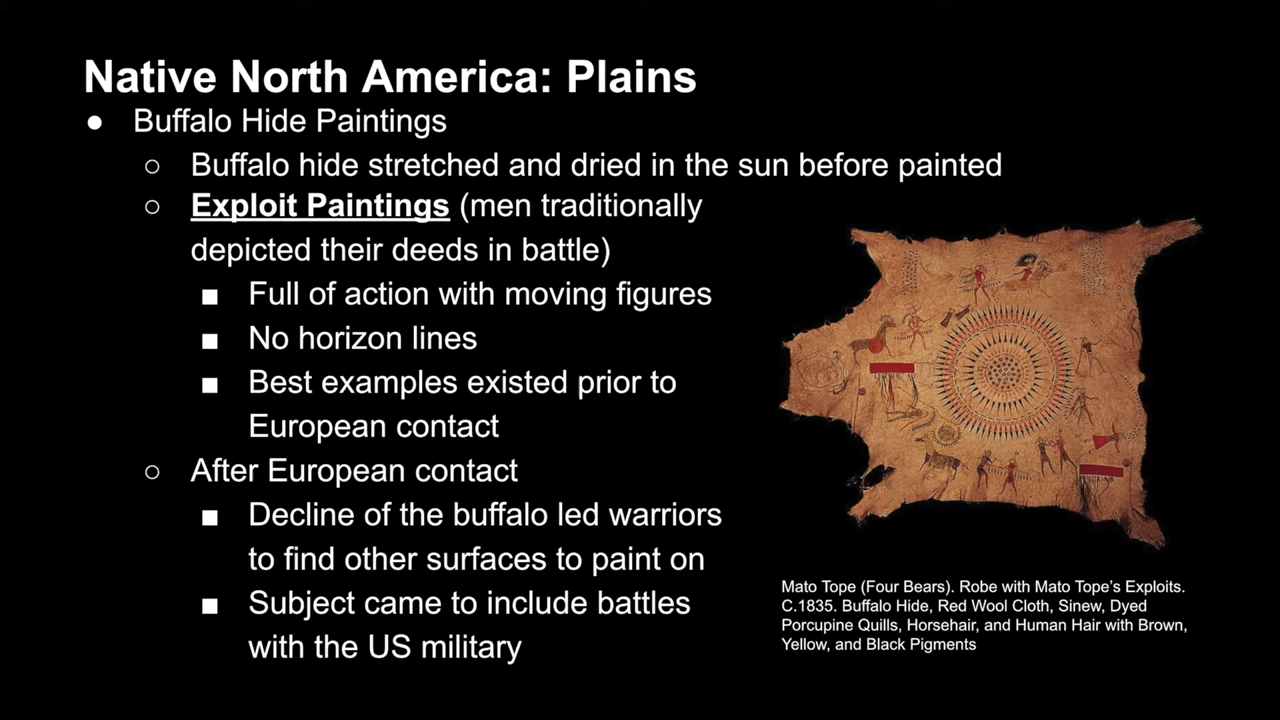 Native North America: Plains
● Buffalo Hide Paintings
○ Buffalo hide stretched and dried in the sun before painted
○ Exploit Paintings (men traditionally
depicted their deeds in battle)
■ Full of action with moving figures
■ No horizon lines
■ Best examples existed prior to
European contact
○ After European contact
■ Decline of the buffalo led warriors
to find other surfaces to paint on
■ Subject came to include battles
with the US military
Mato Tope (Four Bears). Robe with Mato Tope's Exploits.
C.1835. Buffalo Hide, Red Wool Cloth, Sinew, Dyed
Porcupine Quills, Horsehair, and Human Hair with Brown,
Yellow, and Black Pigments